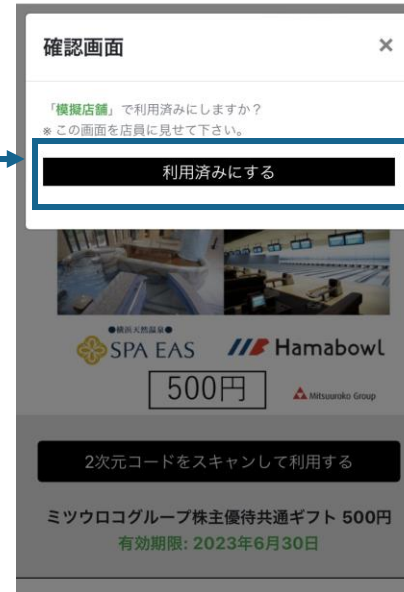 確認画面 ×
「模擬店舗」で利用済みにしますか？
※この画面を店員に見せて下さい。
利用済みにする
●横浜天然温泉●
SPA EAS Hamabowl
500円 Mitsuuroko Group
2次元コードをスキャンして利用する
ミツウロコグループ株主優待共通ギフト 500円
有効期限: 2023年6月30日